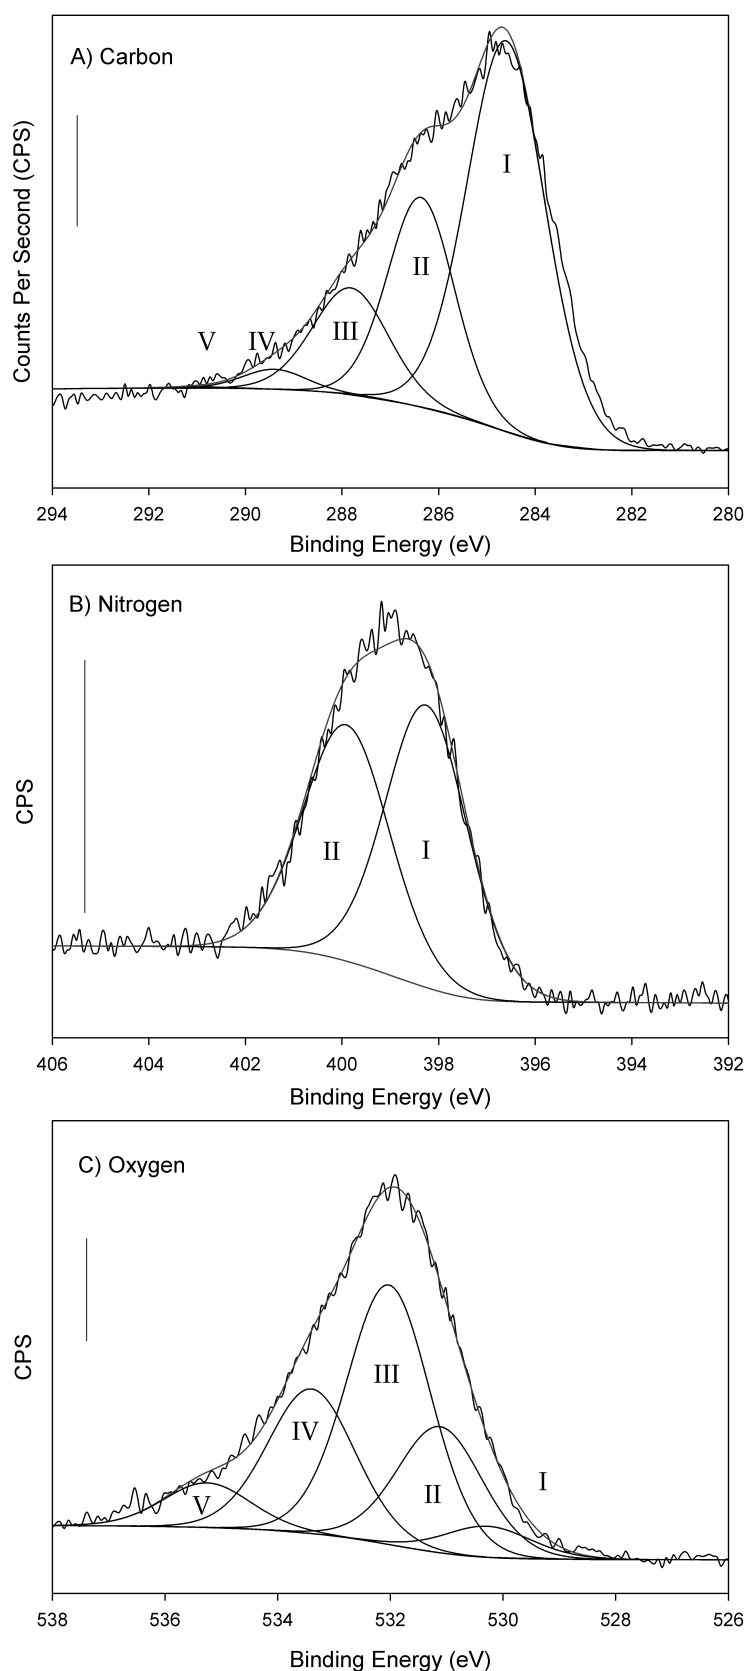 A) Carbon
Counts Per Second (CPS)
I
II
III
IV
V
294 292 290 288 286 284 282 280
Binding Energy (eV)
B) Nitrogen
CPS
II I
406 404 402 400 398 396 394 392
Binding Energy (eV)
C) Oxygen
CPS
III
IV
I
II
V
538 536 534 532 530 528 526
Binding Energy (eV)